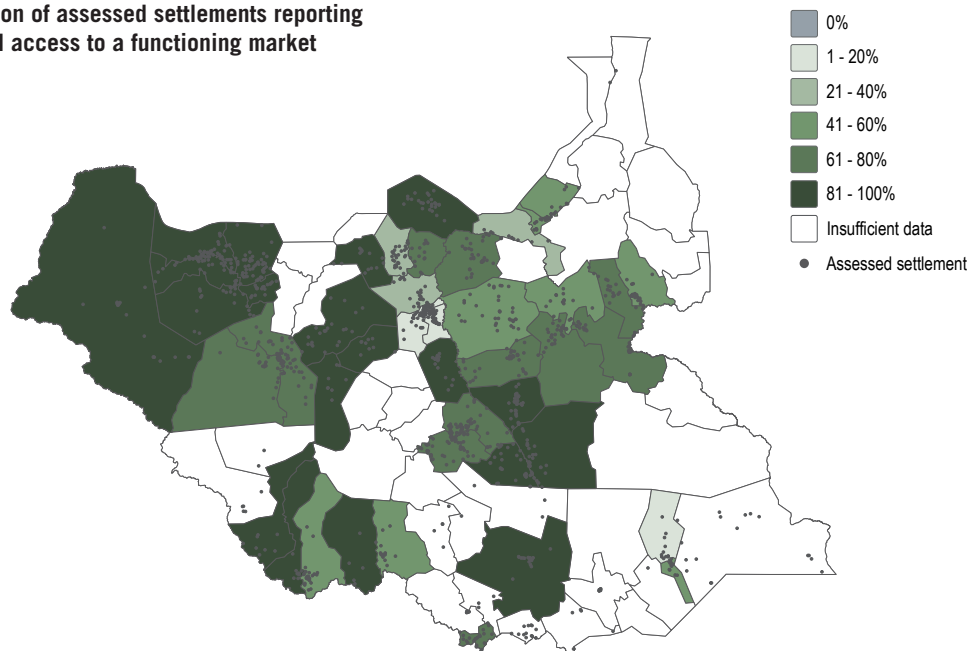 of assessed settlements reporting
access to a functioning market
0%
1 - 20%
21 - 40%
41 - 60%
61 - 80%
81 - 100%
Insufficient data
Assessed settlement